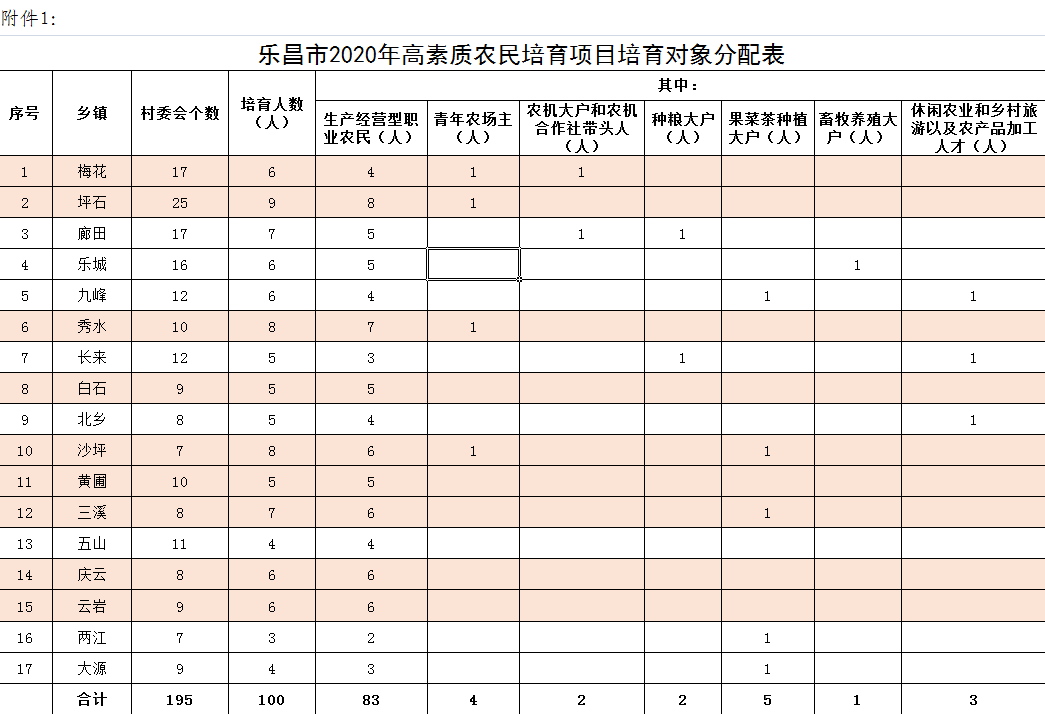 附件1:
乐昌市2020年高素质农民培育项目培育对象分配表
序号 乡镇 村委会个数 培育人数（人） 其中：
生产经营型职业农民（人） 青年农场主（人） 农机大户和农机合作社带头人（人） 种粮大户（人） 果菜茶种植大户（人） 畜牧养殖大户（人） 休闲农业和乡村旅游以及农产品加工人才（人）
1 梅花 17 6 4 1 1
2 坪石 25 9 8 1
3 廊田 17 7 5 1 1
4 乐城 16 6 5 1
5 九峰 12 6 4 1 1
6 秀水 10 8 7 1
7 长来 12 5 3 1 1
8 白石 9 5 5
9 北乡 8 5 4 1
10 沙坪 7 8 6 1 1
11 黄圃 10 5 5
12 三溪 8 7 6 1
13 五山 11 4 4
14 庆云 8 6 6
15 云岩 9 6 6
16 两江 7 3 2 1
17 大源 9 4 3 1
合计 195 100 83 4 2 2 5 1 3